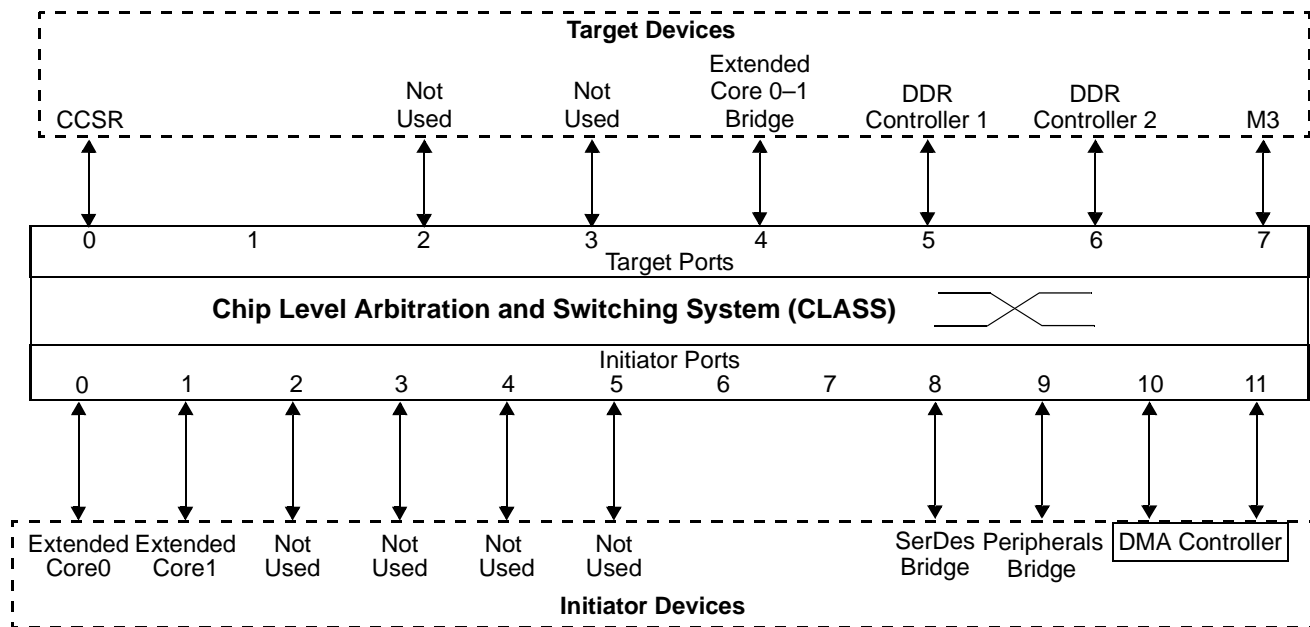 Target Devices
CCSR
Not
Used
Not
Used
Extended
Core 0–1
Bridge
DDR
Controller 1
DDR
Controller 2
M3
0 1 2 3 4 5 6 7
Target Ports
Chip Level Arbitration and Switching System (CLASS)
Initiator Ports
0 1 2 3 4 5 6 7 8 9 10 11
Extended
Core0
Extended
Core1
Not
Used
Not
Used
Not
Used
Not
Used
SerDes
Bridge
Peripherals
Bridge
DMA Controller
Initiator Devices